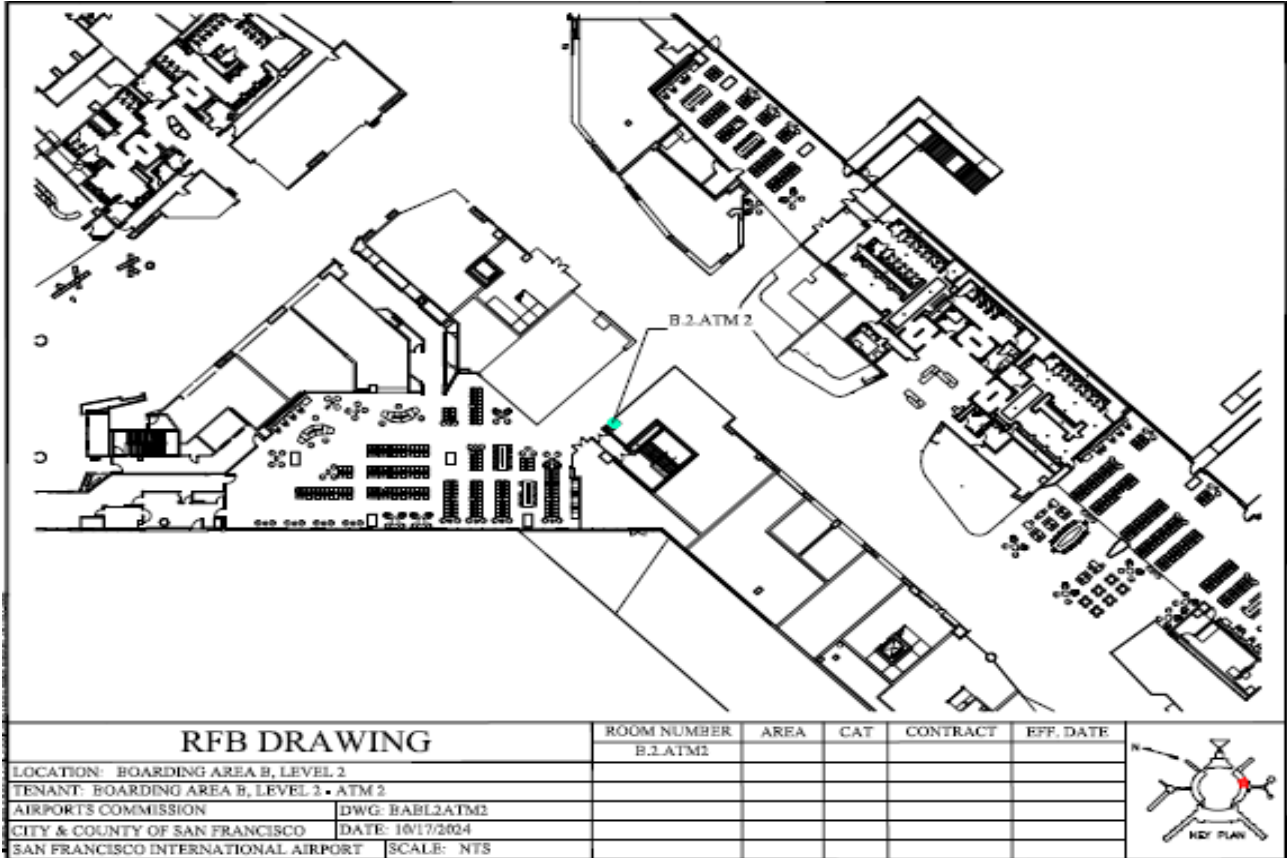 B.2.ATM 2
RFB DRAWING
LOCATION: BOARDING AREA B, LEVEL 2
TENANT: BOARDING AREA B, LEVEL 2 - ATM 2
AIRPORTS COMMISSION DWG: BABL2ATM2
CITY & COUNTY OF SAN FRANCISCO DATE: 10/17/2024
SAN FRANCISCO INTERNATIONAL AIRPORT SCALE: NTS
ROOM NUMBER AREA CAT CONTRACT EFF. DATE
B.2.ATM2
N
KEY PLAN